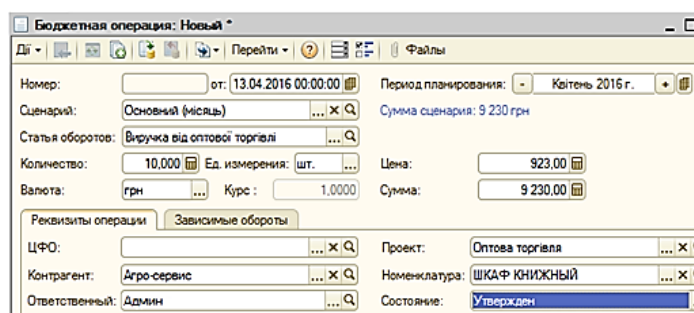 Бюджетная операция: Новый *
Дії Перейти Файлы
Номер: от: 13.04.2016 00:00:00 Период планирования: - Квітень 2016 г. +
Сценарий: Основний (місяць) ... x Сумма сценария: 9 230 грн
Статья оборотов: Виручка від оптової торгівлі ...
Количество: 10,000 Ед. измерения: шт. ... Цена: 923,00
Валюта: грн ... Курс : 1,0000 Сумма: 9 230,00
Реквизиты операции Зависимые обороты
ЦФО: ... x Проект: Оптова торгівля ... x
Контрагент: Агро-сервис ... x Номенклатура: ШКАФ КНИЖНЫЙ ... x
Ответственный: Админ ... Состояние: Утвержден